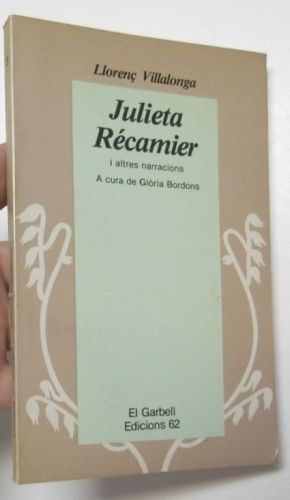 Llorenç Villalonga
Julieta
Récamier
i altres narracions
A cura de Glòria Bordons
El Garbell
Edicions 62